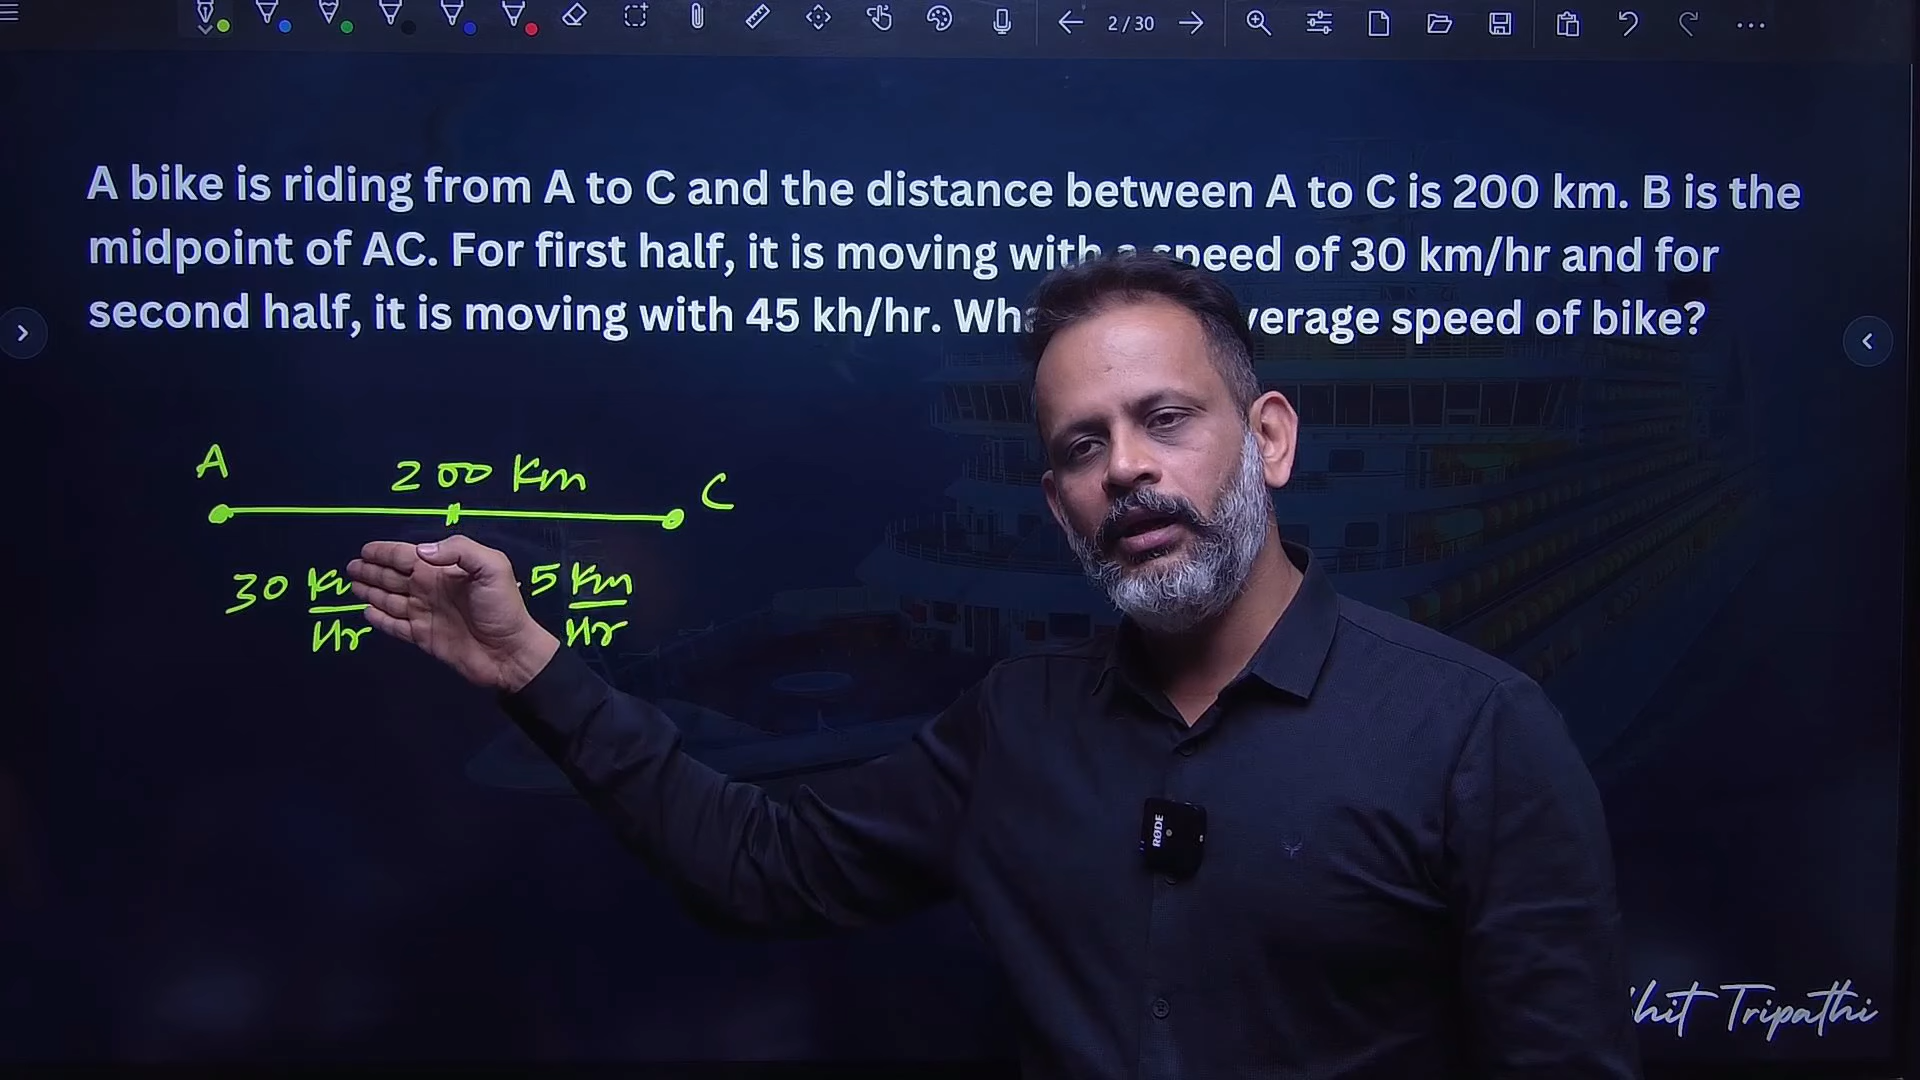 2 / 30
A bike is riding from A to C and the distance between A to C is 200 km. B is the
midpoint of AC. For first half, it is moving with a speed of 30 km/hr and for
second half, it is moving with 45 kh/hr. verage speed of bike?
A 200 Km C
30 5 Km
Hr Hr
RØDE
Tripathi